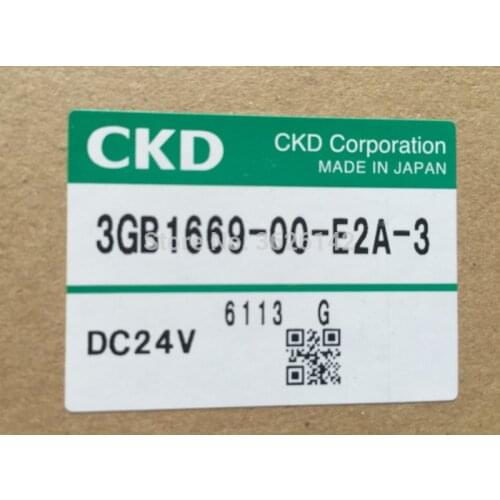 CKD
CKD Corporation
MADE IN JAPAN
3GB1669-00-E2A-3
6113 G
DC24V